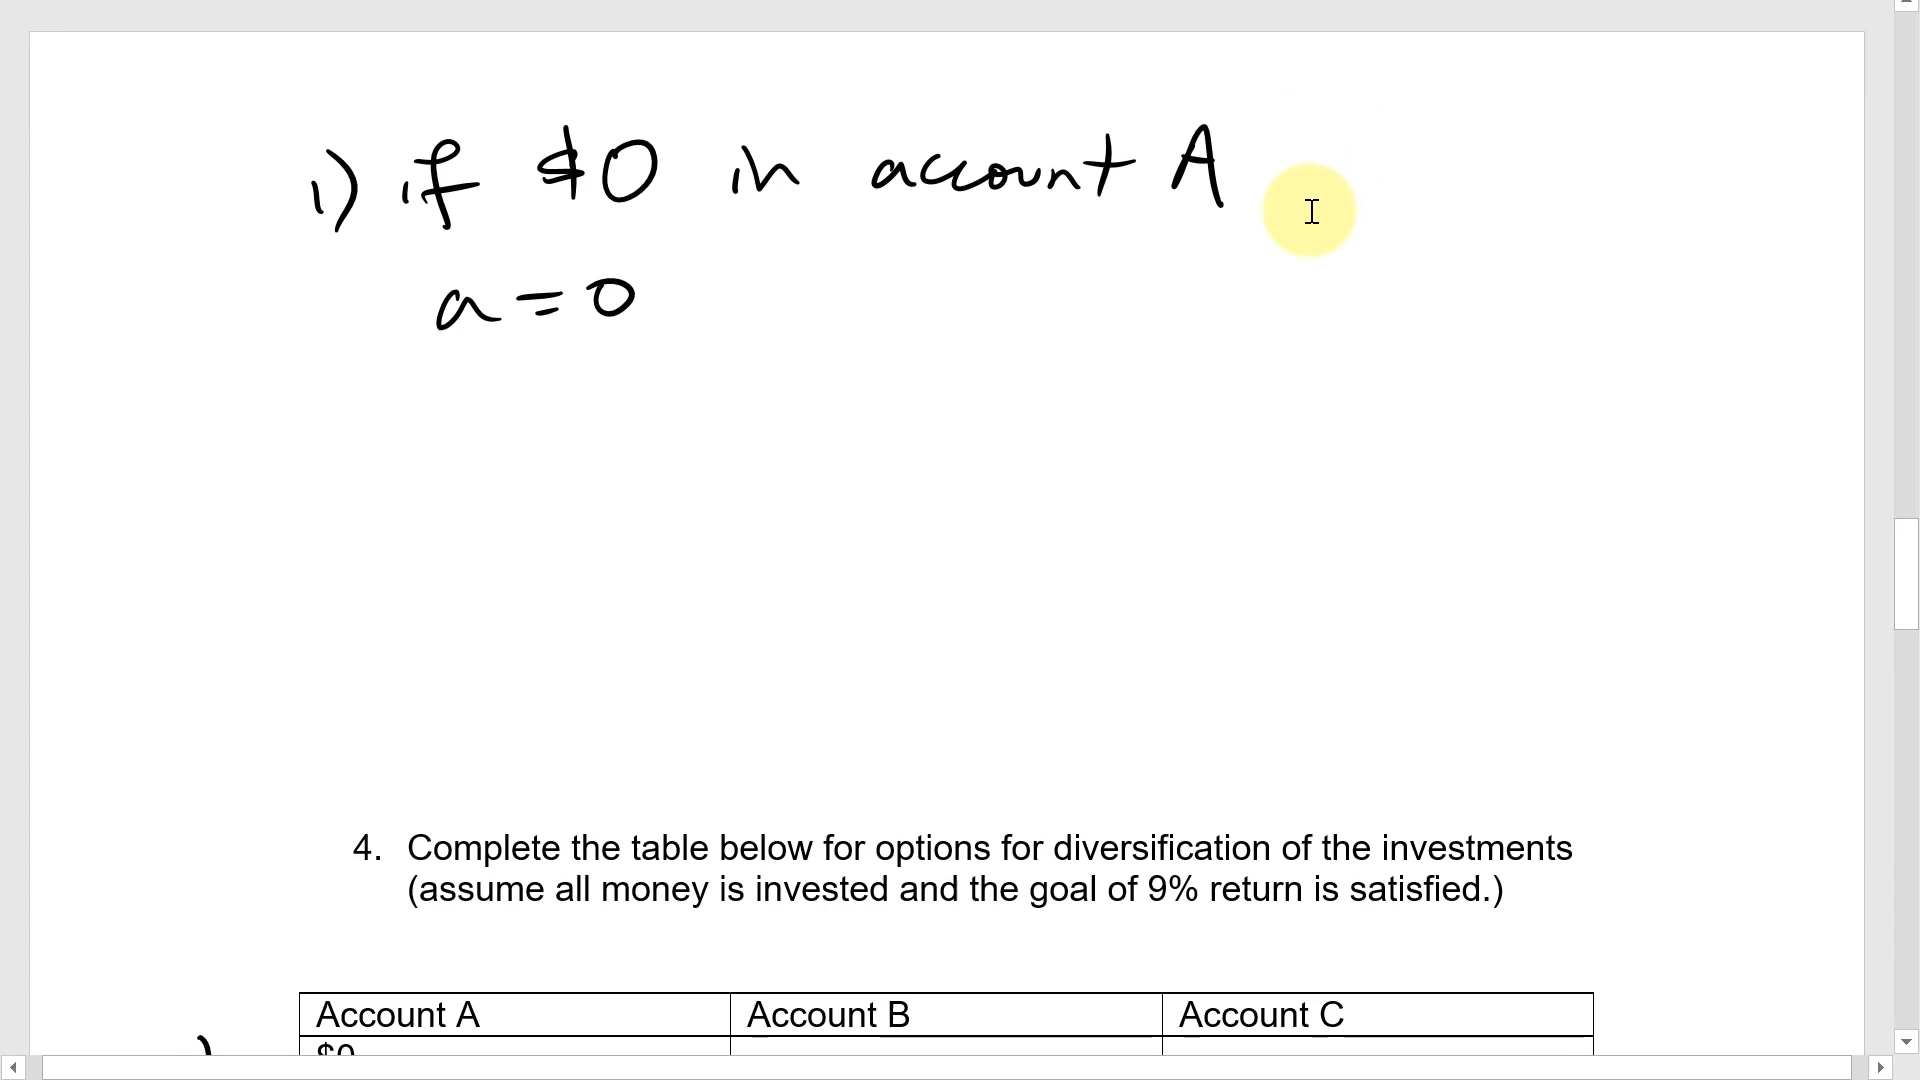 1) if $0 in account A
a = 0
4. Complete the table below for options for diversification of the investments
(assume all money is invested and the goal of 9% return is satisfied.)
Account A Account B Account C
$0